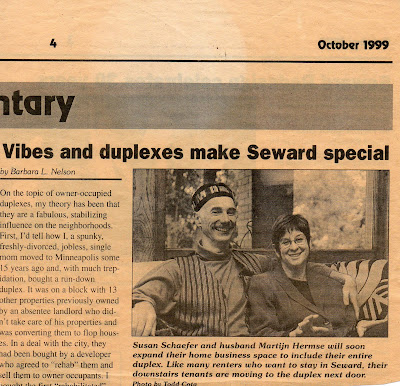 4
October 1999
ntary
Vibes and duplexes make Seward special
by Barbara L. Nelson
On the topic of owner-occupied
duplexes, my theory has been that
they are a fabulous, stabilizing
influence on the neighborhoods.
First, I'd tell how I, a spunky,
freshly-divorced, jobless, single
mom moved to Minneapolis some
15 years ago and, with much trep-
idation, bought a run-down
duplex. It was on a block with 13
other properties previously owned
by an absentee landlord who did-
n't take care of his properties and
was converting them to flop hous-
es. In a deal with the city, they
had been bought by a developer
who agreed to "rehab" them and
sell them to owner occupants. I
bought the first "rehabilitated"
Susan Schaefer and husband Martijn Hermse will soon
expand their home business space to include their entire
duplex. Like many renters who want to stay in Seward, their
downstairs tenants are moving to the duplex next door.
Photo by Todd Cota